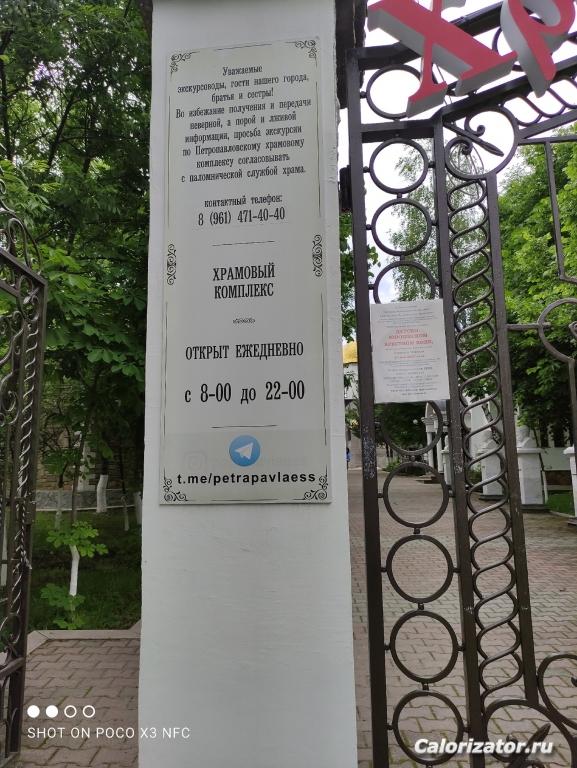 Хр
Уважаемые
экскурсоводы, гости нашего города,
братья и сестры!
Во избежание получения и передачи
неверной, а порой и лживой
информации, просьба экскурсии
по Петропавловскому храмовому
комплексу согласовывать
с паломнической службой храма.
контактный телефон:
8 (961) 471-40-40
ХРАМОВЫЙ
КОМПЛЕКС
ОТКРЫТ ЕЖЕДНЕВНО
с 8-00 до 22-00
t.me/petrapavlaess
SHOT ON POCO X3 NFC
Calorizator.ru